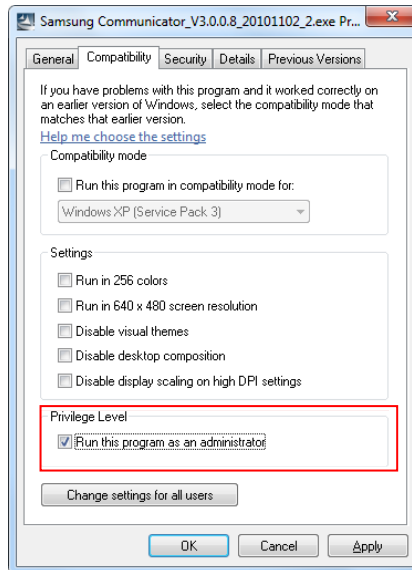 Samsung Communicator_V3.0.0.8_20101102_2.exe Pr...
General Compatibility Security Details Previous Versions
If you have problems with this program and it worked correctly on
an earlier version of Windows, select the compatibility mode that
matches that earlier version.
Help me choose the settings
Compatibility mode
Run this program in compatibility mode for:
Windows XP (Service Pack 3)
Settings
Run in 256 colors
Run in 640 x 480 screen resolution
Disable visual themes
Disable desktop composition
Disable display scaling on high DPI settings
Privilege Level
Run this program as an administrator
Change settings for all users
OK Cancel Apply